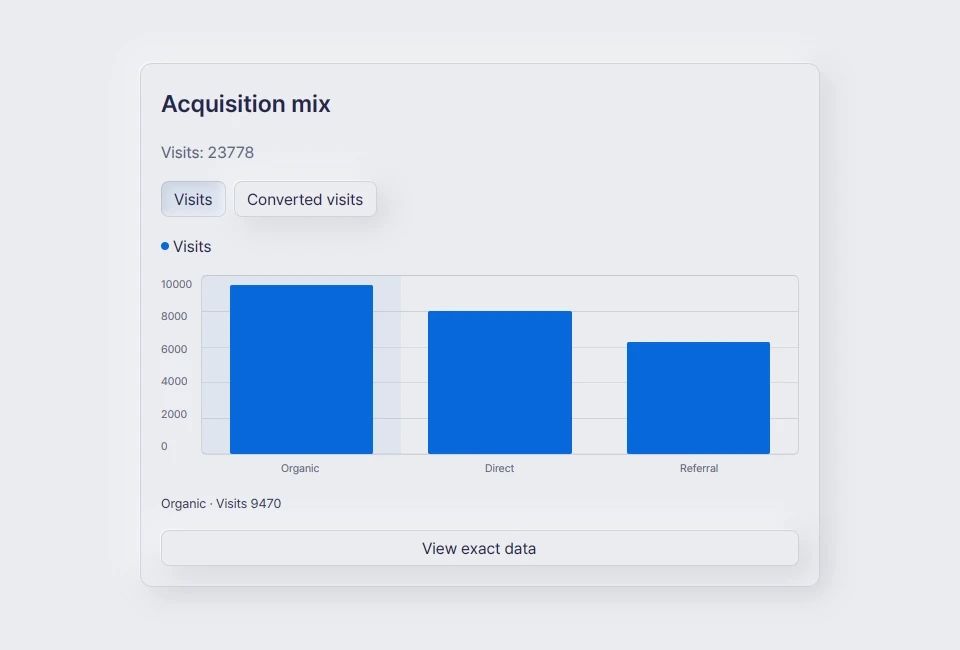 Acquisition mix
Visits: 23778
Visits
Converted visits
Visits
10000
8000
6000
4000
2000
0
Organic
Direct
Referral
Organic · Visits 9470
View exact data